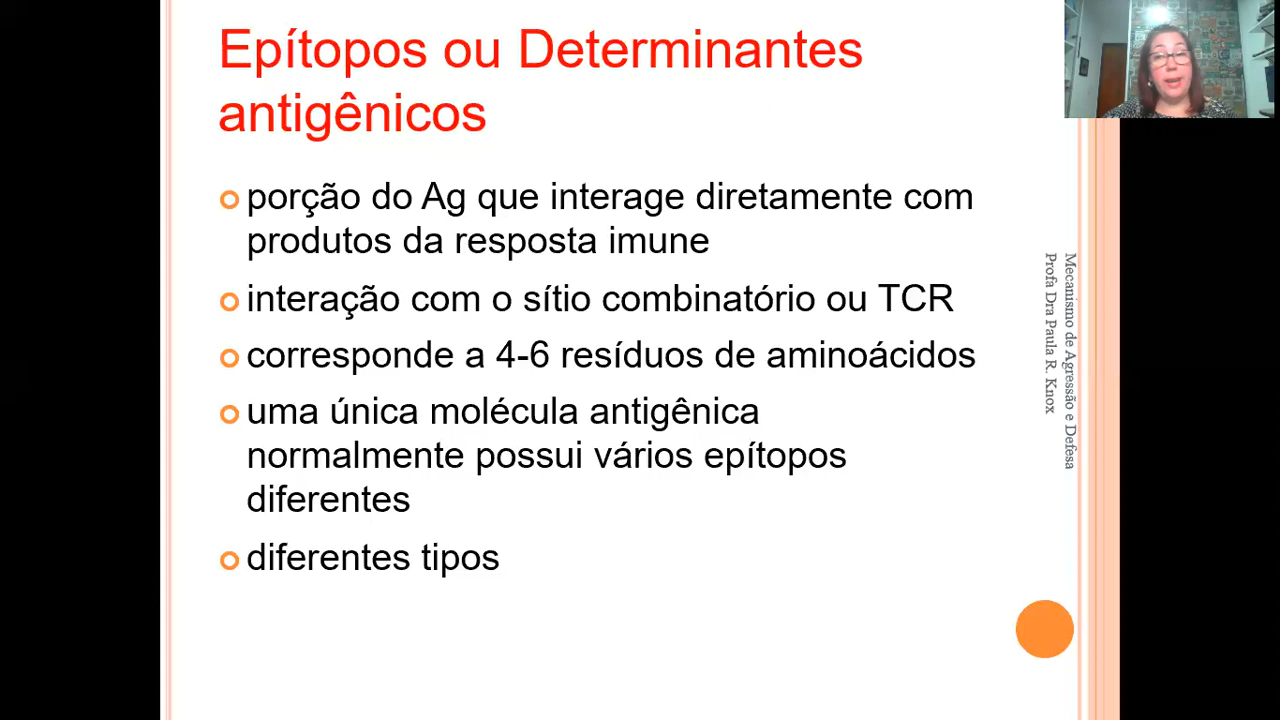 Epítopos ou Determinantes
antigênicos
porção do Ag que interage diretamente com
produtos da resposta imune
interação com o sítio combinatório ou TCR
corresponde a 4-6 resíduos de aminoácidos
uma única molécula antigênica
normalmente possui vários epítopos
diferentes
diferentes tipos
Mecanismo de Agressão e Defesa
Profa Dra Paula R. Knox